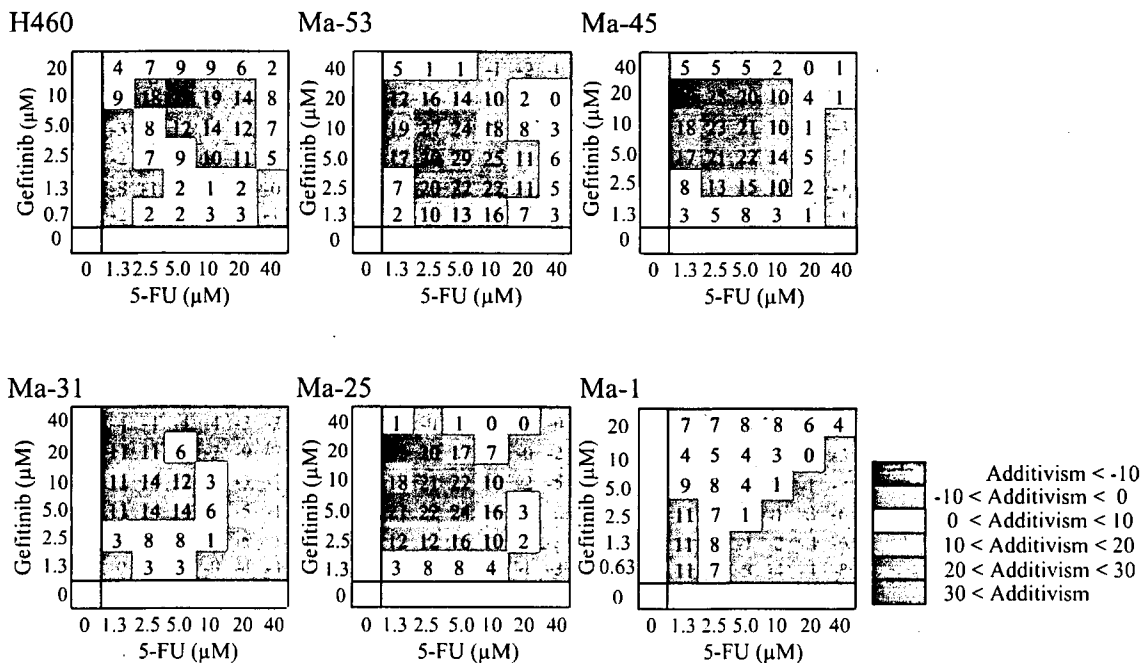 H460
Gefitinib (µM)
20 4 7 9 9 6 2
10 9 18 19 14 8
5.0 8 12 14 12 7
2.5 7 9 10 11 5
1.3 2 1 2
0.7 2 2 3 3
0
0 1.3 2.5 5.0 10 20 40
5-FU (µM)
Ma-53
Gefitinib (µM)
40 5 1 1
20 12 16 14 10 2 0
10 19 27 24 18 8 3
5.0 17 29 25 11 6
2.5 7 20 22 22 11 5
1.3 2 10 13 16 7 3
0
0 1.3 2.5 5.0 10 20 40
5-FU (µM)
Ma-45
Gefitinib (µM)
40 5 5 5 2 0 1
20 20 10 4 1
10 18 23 21 10 1
5.0 17 21 22 14 5
2.5 8 13 15 10 2
1.3 3 5 8 3 1
0
0 1.3 2.5 5.0 10 20 40
5-FU (µM)
Ma-31
Gefitinib (µM)
40
20 11 11 6
10 11 14 12 3
5.0 11 14 14 6
2.5 3 8 8 1
1.3 3 3
0
0 1.3 2.5 5.0 10 20 40
5-FU (µM)
Ma-25
Gefitinib (µM)
40 1 1 0 0
20 20 17 7
10 18 21 22 10
5.0 21 22 24 16 3
2.5 12 12 16 10 2
1.3 3 8 8 4
0
0 1.3 2.5 5.0 10 20 40
5-FU (µM)
Ma-1
Gefitinib (µM)
20 7 7 8 8 6 4
10 4 5 4 3 0
5.0 9 8 4 1
2.5 11 7 1
1.3 11 8
0.63 11 7
0
0 1.3 2.5 5.0 10 20 40
5-FU (µM)
Additivism < -10
-10 < Additivism < 0
0 < Additivism < 10
10 < Additivism < 20
20 < Additivism < 30
30 < Additivism